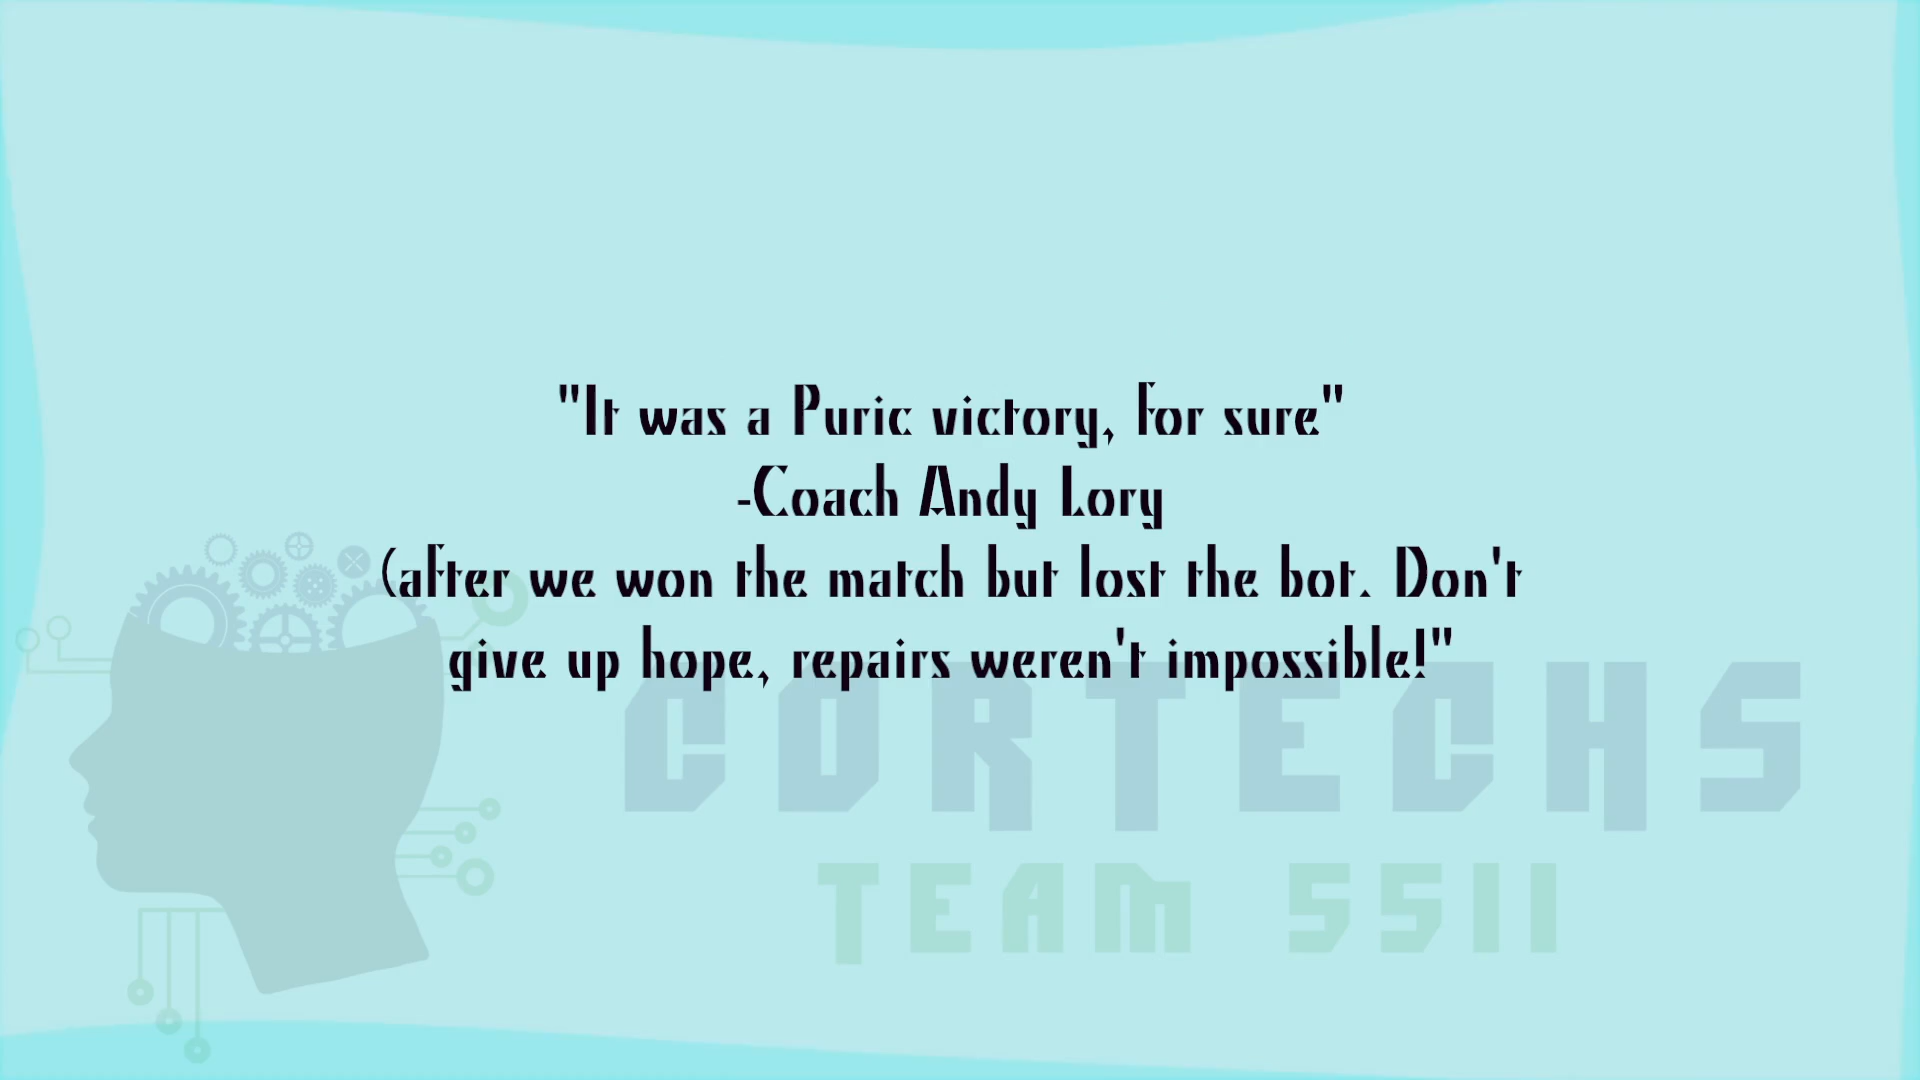 "It was a Puric victory, for sure"
-Coach Andy Lory
(after we won the match but lost the bot. Don't
give up hope, repairs weren't impossible!"
CORTECHS
TEAM 5511